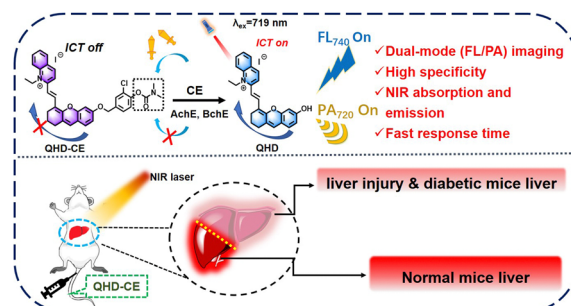 ICT off
I⁻
N⁺
Cl
O
O
N
O
O
QHD-CE
CE
AchE, BchE
λex=719 nm
ICT on
I⁻
N⁺
O
OH
QHD
FL740 On
PA720 On
✓Dual-mode (FL/PA) imaging
✓High specificity
✓NIR absorption and
emission
✓Fast response time
NIR laser
QHD-CE
liver injury & diabetic mice liver
Normal mice liver